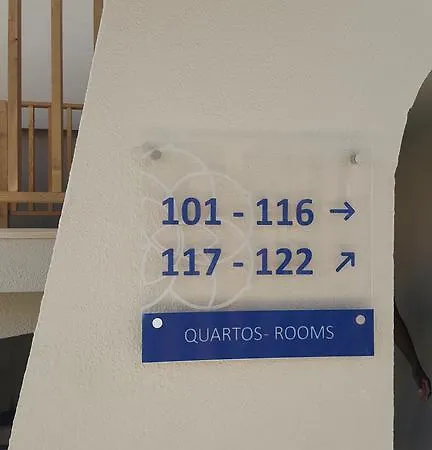 101 - 116 →
117 - 122 ↗
QUARTOS- ROOMS